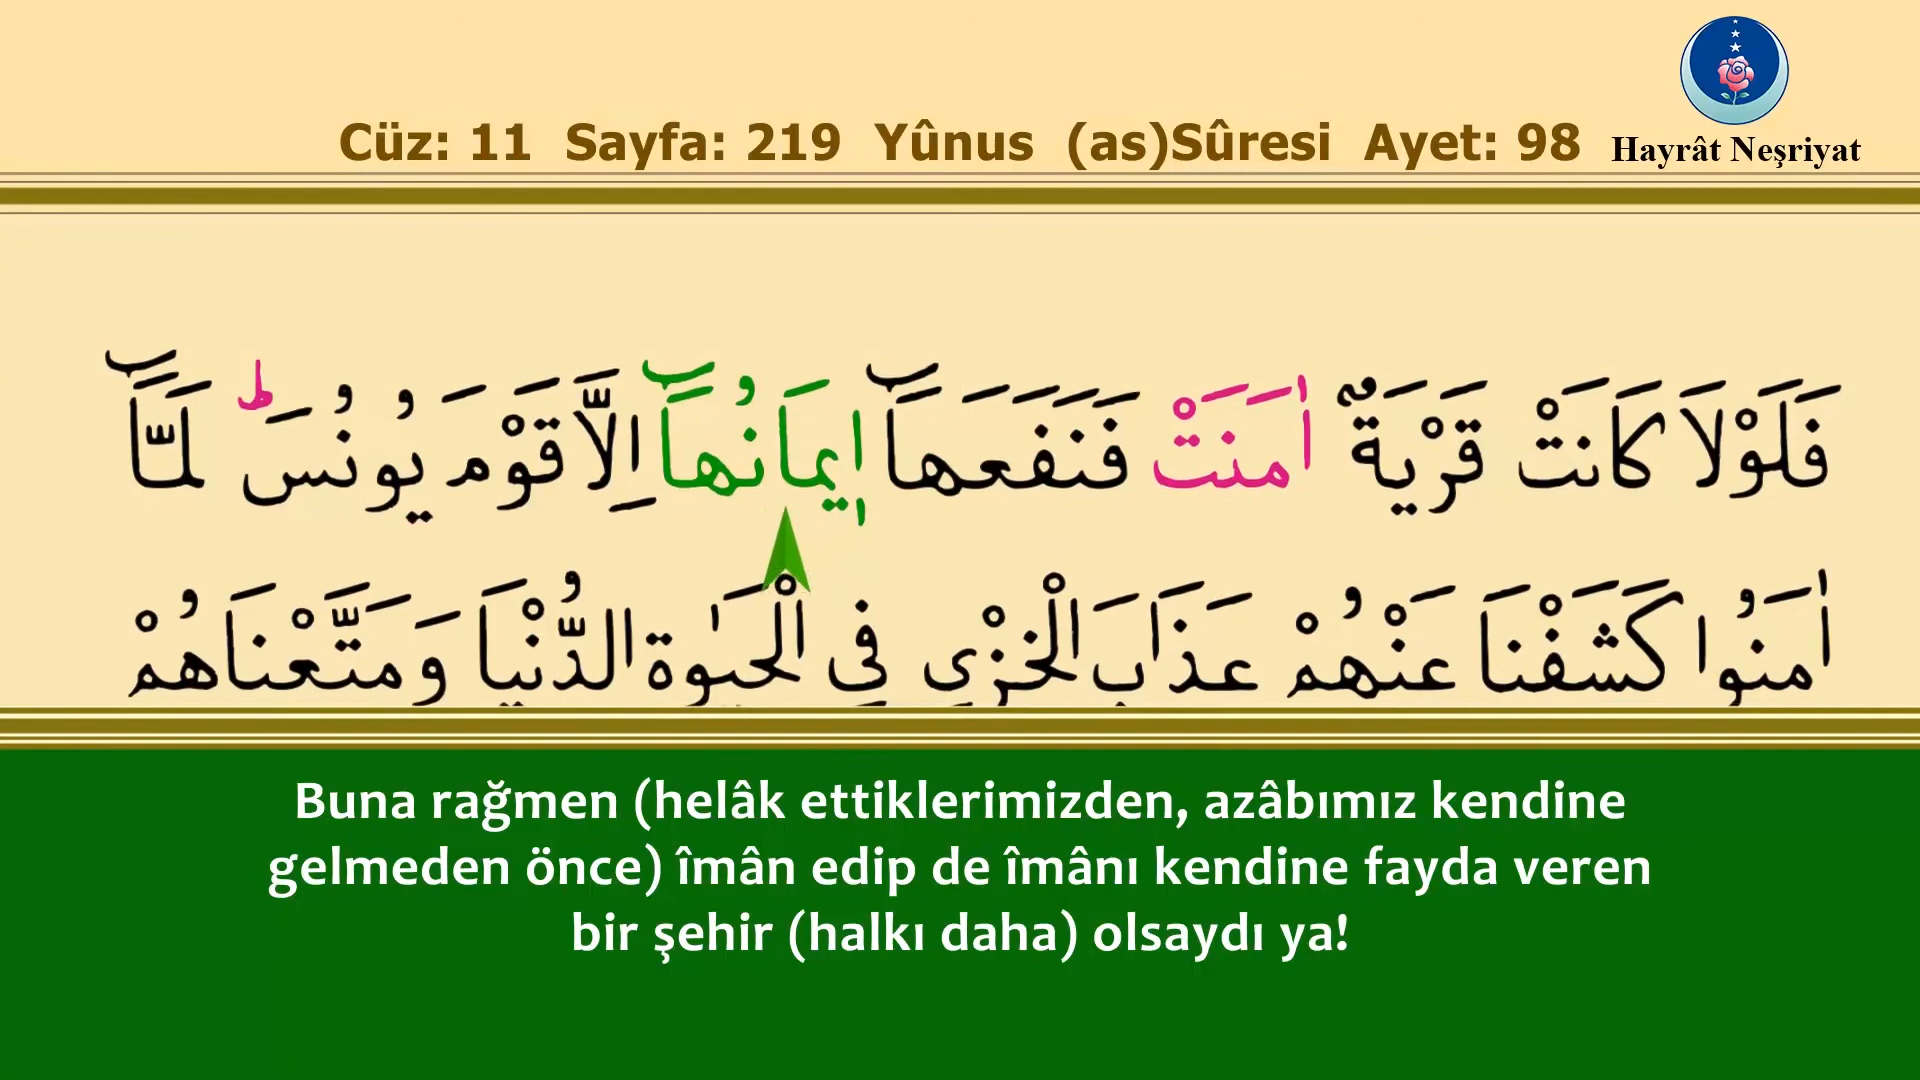 Cüz: 11 Sayfa: 219 Yûnus (as)Sûresi Ayet: 98
Hayrât Neşriyat
فَلَوْلَا كَانَتْ قَرْيَةٌ اٰمَنَتْ فَنَفَعَهَٓا ا۪يمَانُهَٓا اِلَّا قَوْمَ يُونُسَۜ لَمَّٓا
اٰمَنُوا كَشَفْنَا عَنْهُمْ عَذَابَ الْخِزْيِ فِي الْحَيٰوةِ الدُّنْيَا وَمَتَّعْنَاهُمْ
Buna rağmen (helâk ettiklerimizden, azâbımız kendine
gelmeden önce) îmân edip de îmânı kendine fayda veren
bir şehir (halkı daha) olsaydı ya!